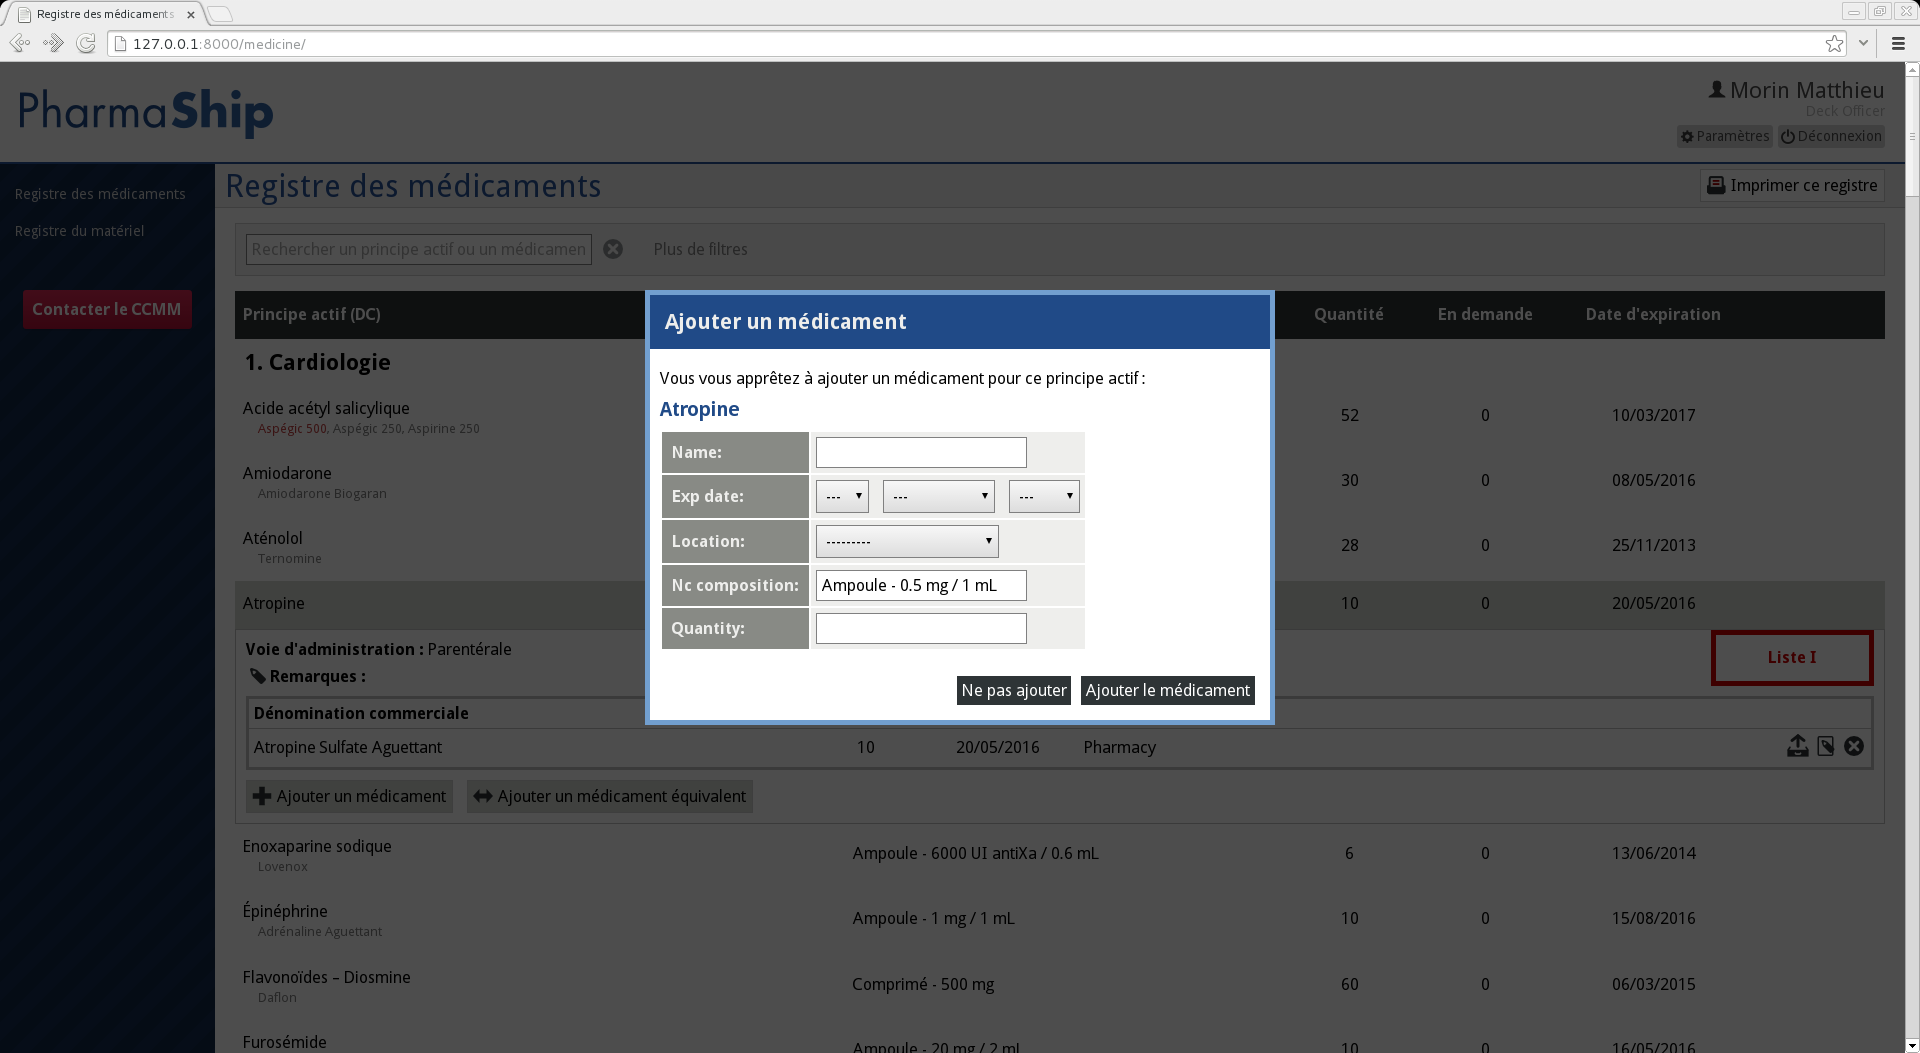 Registre des médicaments
127.0.0.1:8000/medicine/
PharmaShip
Morin Matthieu
Deck Officer
Paramètres Déconnexion
Registre des médicaments
Registre du matériel
Contacter le CCMM
Registre des médicaments
Imprimer ce registre
Rechercher un principe actif ou un médicamen
Plus de filtres
Principe actif (DC) Quantité En demande Date d'expiration
1. Cardiologie
Acide acétyl salicylique 52 0 10/03/2017
Aspégic 500, Aspégic 250, Aspirine 250
Amiodarone 30 0 08/05/2016
Amiodarone Biogaran
Aténolol 28 0 25/11/2013
Ternomine
Atropine 10 0 20/05/2016
Voie d'administration : Parentérale
Liste I
Remarques :
Dénomination commerciale
Atropine Sulfate Aguettant 10 20/05/2016 Pharmacy
Ajouter un médicament Ajouter un médicament équivalent
Enoxaparine sodique Ampoule - 6000 UI antiXa / 0.6 mL 6 0 13/06/2014
Lovenox
Épinéphrine Ampoule - 1 mg / 1 mL 10 0 15/08/2016
Adrénaline Aguettant
Flavonoïdes – Diosmine Comprimé - 500 mg 60 0 06/03/2015
Daflon
Furosémide Ampoule - 20 mg / 2 mL 10 0 16/05/2016
Ajouter un médicament
Vous vous apprêtez à ajouter un médicament pour ce principe actif :
Atropine
Name:
Exp date: --- --- ---
Location: ---------
Nc composition: Ampoule - 0.5 mg / 1 mL
Quantity:
Ne pas ajouter Ajouter le médicament